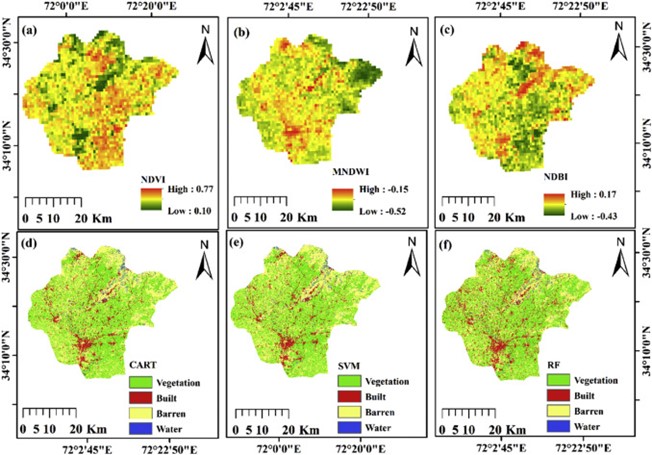 72°0'0"E 72°20'0"E 72°2'45"E 72°22'50"E 72°2'45"E 72°22'50"E
34°30'0"N
34°10'0"N
(a)
N
NDVI
High : 0.77
Low : 0.10
0 5 10 20 Km
(b)
N
MNDWI
High : -0.15
Low : -0.52
0 5 10 20 Km
(c)
N
NDBI
High : 0.17
Low : -0.43
0 5 10 20 Km
34°0'30"N
34°0'10"N
34°30'0"N
34°10'0"N
(d)
N
CART
Vegetation
Built
Barren
Water
0 5 10 20 Km
(e)
N
SVM
Vegetation
Built
Barren
Water
0 5 10 20 Km
(f)
N
RF
Vegetation
Built
Barren
Water
0 5 10 20 Km
34°0'30"N
34°0'10"N
72°2'45"E 72°22'50"E 72°0'0"E 72°20'0"E 72°2'45"E 72°22'50"E